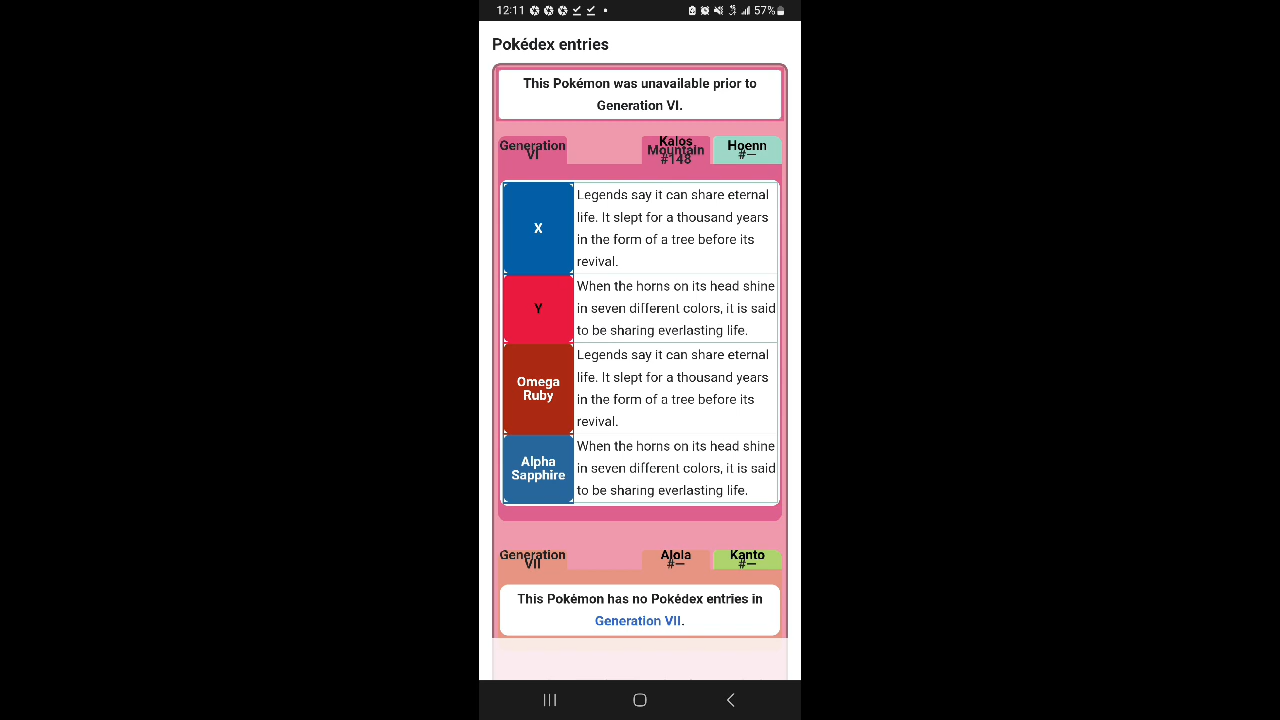 12:11 57%
Pokédex entries
This Pokémon was unavailable prior to
Generation VI.
Generation
VI
Kalos
Mountain
#148
Hoenn
#—
X
Legends say it can share eternal
life. It slept for a thousand years
in the form of a tree before its
revival.
Y
When the horns on its head shine
in seven different colors, it is said
to be sharing everlasting life.
Omega
Ruby
Legends say it can share eternal
life. It slept for a thousand years
in the form of a tree before its
revival.
Alpha
Sapphire
When the horns on its head shine
in seven different colors, it is said
to be sharing everlasting life.
Generation
VII
Alola
#—
Kanto
#—
This Pokémon has no Pokédex entries in
Generation VII.